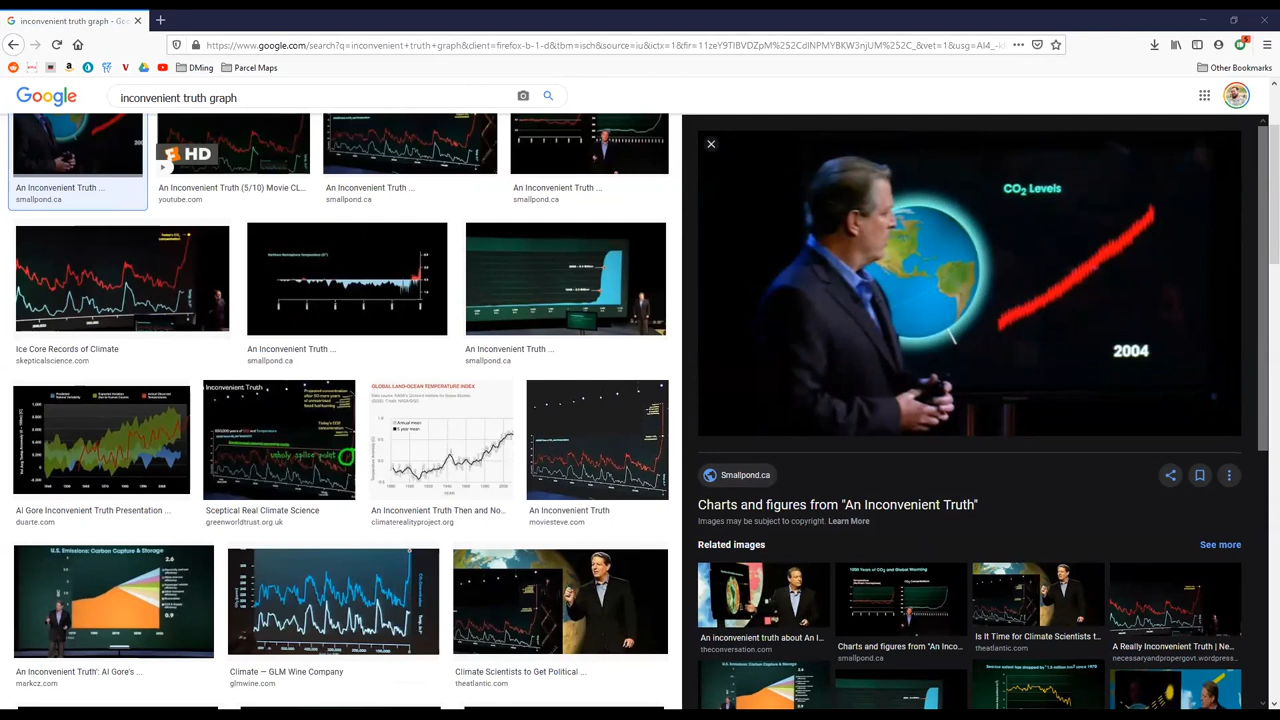 inconvenient truth graph - Goo
https://www.google.com/search?q=inconvenient+truth+graph&client=firefox-b-1-d&tbm=isch&source=iu&ictx=1&fir=11zeY9TIBVDZpM%252CdiNPMYBKW3njUM%252C_&vet=1&usg=AI4_-k
DMing
Parcel Maps
Other Bookmarks
Google
inconvenient truth graph
HD
An Inconvenient Truth ...
smallpond.ca
An Inconvenient Truth (5/10) Movie CL...
youtube.com
An Inconvenient Truth ...
smallpond.ca
An Inconvenient Truth ...
smallpond.ca
Ice Core Records of Climate
skepticalscience.com
An Inconvenient Truth ...
smallpond.ca
An Inconvenient Truth ...
smallpond.ca
Inconvenient Truth
GLOBAL LAND-OCEAN TEMPERATURE INDEX
Al Gore Inconvenient Truth Presentation ...
duarte.com
Sceptical Real Climate Science
greenworldtrust.org.uk
An Inconvenient Truth Then and No...
climaterealityproject.org
An Inconvenient Truth
moviesteve.com
U.S. Emissions: Carbon Capture & Storage
2.6
0.9
An Inconvenient Truth': Al Gore's ...
markcz.com
Climate — GLM Wine Company
glmwine.com
Climate Scientists to Get Political ...
theatlantic.com
CO2 Levels
2004
Smallpond.ca
Charts and figures from "An Inconvenient Truth"
Images may be subject to copyright. Learn More
Related images
See more
An inconvenient truth about An I...
theconversation.com
Charts and figures from "An Inco...
smallpond.ca
Is It Time for Climate Scientists t...
theatlantic.com
A Really Inconvenient Truth | Ne...
necessaryandpropergovt.wordpress...